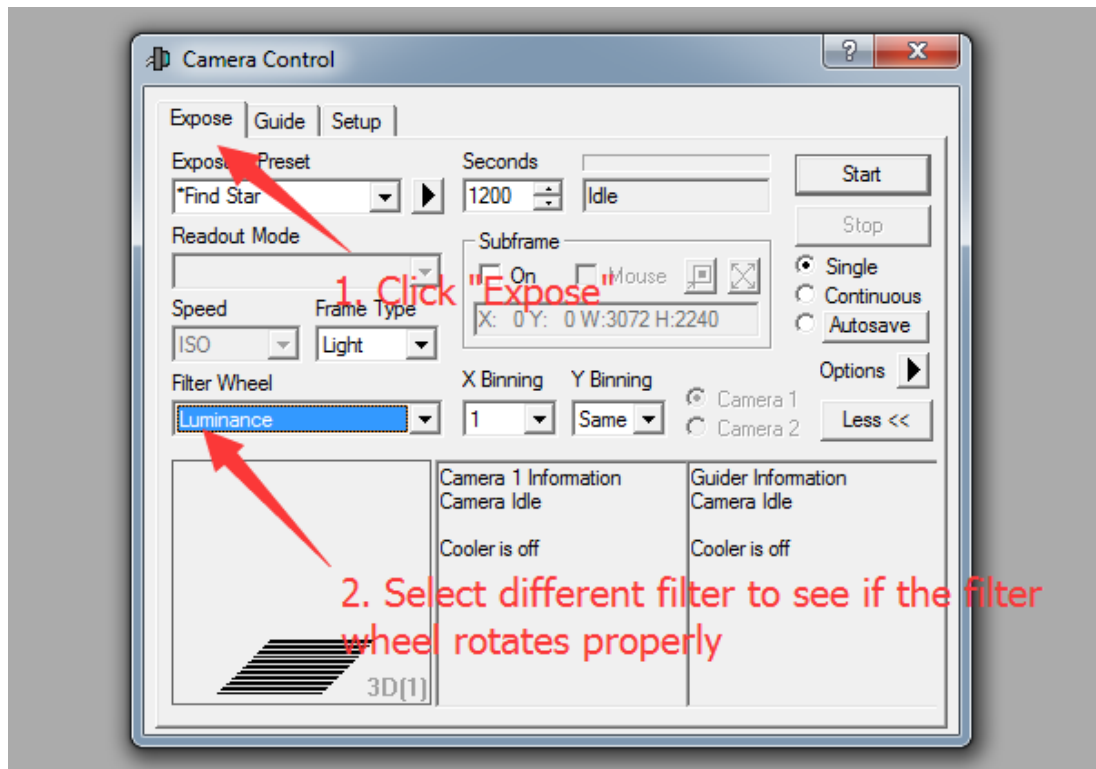 Camera Control
Expose Guide Setup
Exposure Preset Seconds
*Find Star 1200 Idle Start
Readout Mode Stop
Subframe
On Mouse
X: 0 Y: 0 W:3072 H:2240
Single
Continuous
Autosave
1. Click "Expose"
Speed Frame Type
ISO Light
Filter Wheel X Binning Y Binning Options
Luminance 1 Same Camera 1
Camera 2 Less <<
Camera 1 Information
Camera Idle
Cooler is off
Guider Information
Camera Idle
Cooler is off
2. Select different filter to see if the filter
wheel rotates properly
3D(1)